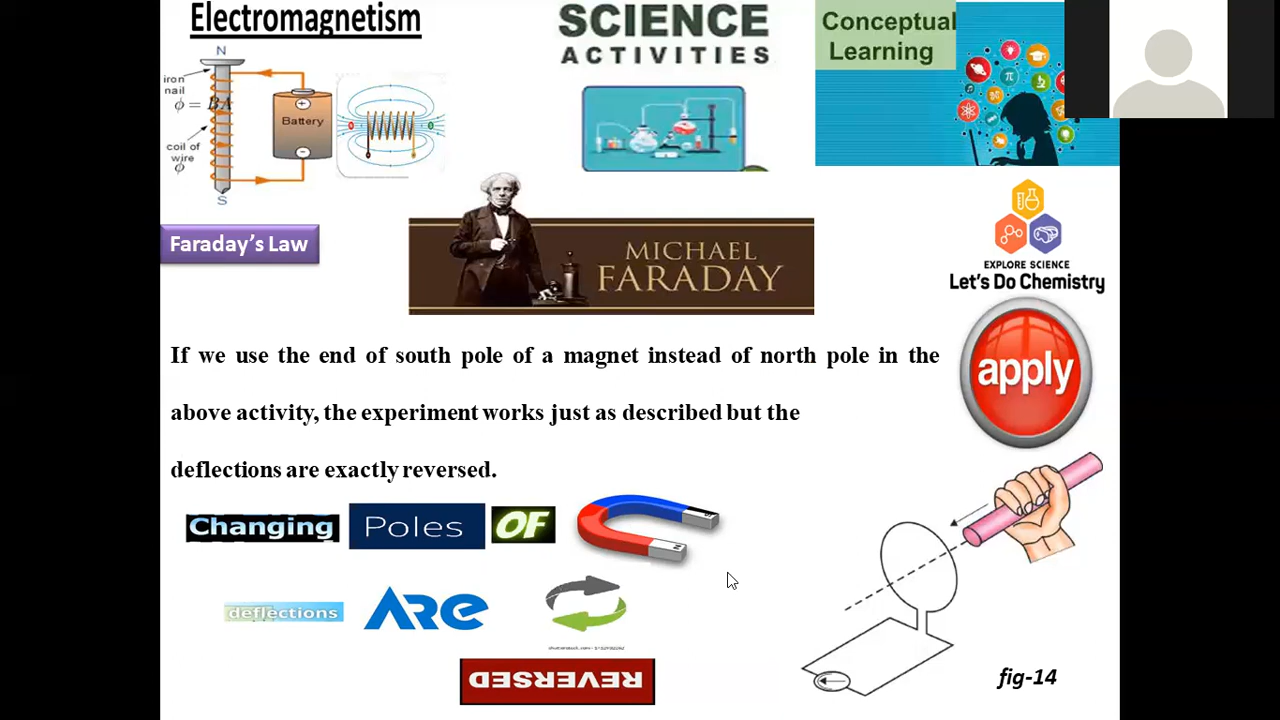 Electromagnetism
SCIENCE
ACTIVITIES
Conceptual
Learning
N
iron
nail
ϕ = BA
Battery
coil of
wire
ϕ
S
Faraday's Law
MICHAEL
FARADAY
EXPLORE SCIENCE
Let's Do Chemistry
If we use the end of south pole of a magnet instead of north pole in the
above activity, the experiment works just as described but the
deflections are exactly reversed.
apply
Changing Poles OF
deflections Are
REVERSED
fig-14